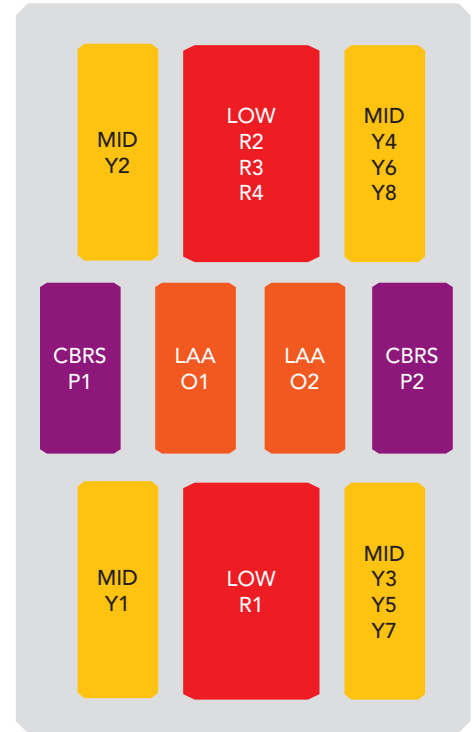 MID
Y2
LOW
R2
R3
R4
MID
Y4
Y6
Y8
CBRS
P1
LAA
O1
LAA
O2
CBRS
P2
MID
Y1
LOW
R1
MID
Y3
Y5
Y7